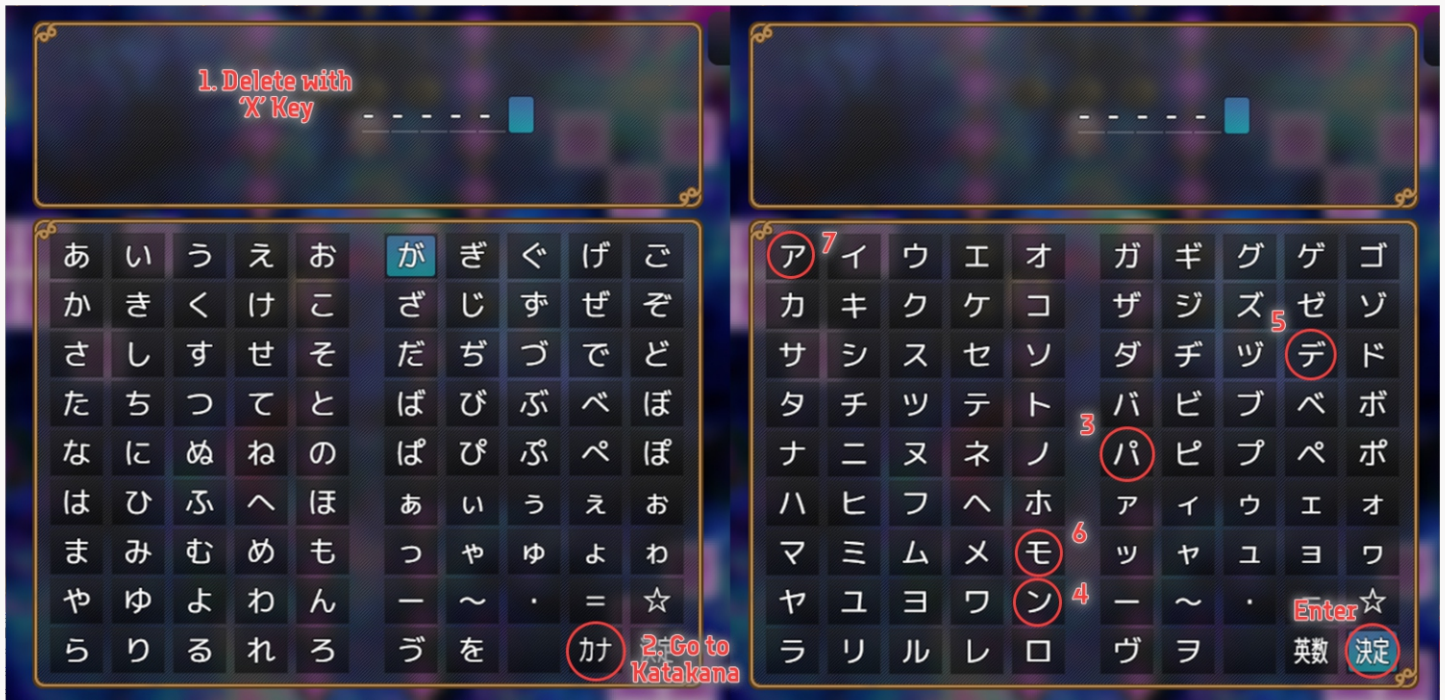 1. Delete with
‘X’ Key
- - - - -
あ い う え お が ぎ ぐ げ ご
か き く け こ ざ じ ず ぜ ぞ
さ し す せ そ だ ぢ づ で ど
た ち つ て と ば び ぶ べ ぼ
な に ぬ ね の ぱ ぴ ぷ ぺ ぽ
は ひ ふ へ ほ ぁ ぃ ぅ ぇ ぉ
ま み む め も っ ゃ ゅ ょ ゎ
や ゆ よ わ ん ー ～ ・ = ☆
ら り る れ ろ ゔ を カナ 決定
2. Go to
Katakana
- - - - -
ア 7 イ ウ エ オ ガ ギ グ ゲ ゴ
カ キ ク ケ コ ザ ジ ズ ゼ ゾ
5
サ シ ス セ ソ ダ ヂ ヅ デ ド
タ チ ツ テ ト バ ビ ブ ベ ボ
3
ナ ニ ヌ ネ ノ パ ピ プ ペ ポ
ハ ヒ フ ヘ ホ ァ ィ ゥ ェ ォ
マ ミ ム メ モ 6 ッ ャ ュ ョ ヮ
ヤ ユ ヨ ワ ン 4 ー ～ ・ = ☆
Enter
ラ リ ル レ ロ ヴ ヲ 英数 決定